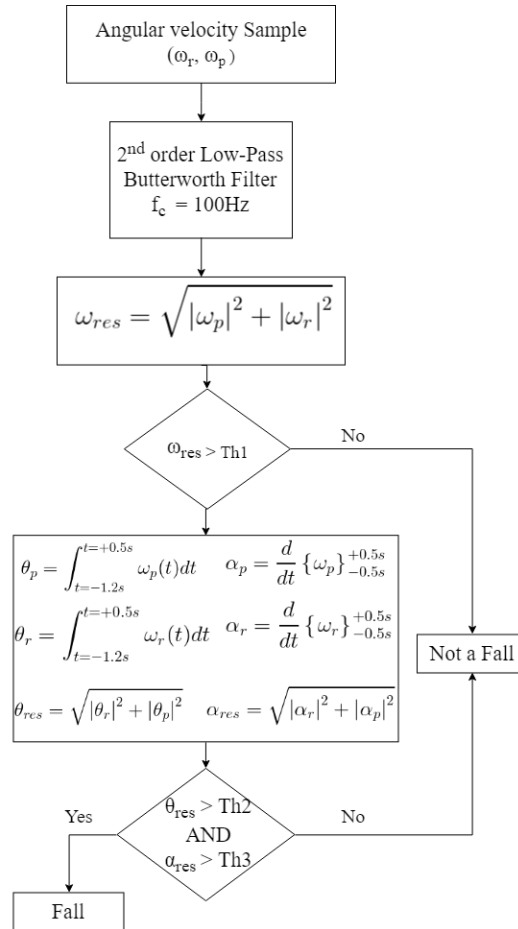 Angular velocity Sample
(ωr, ωp)
2nd order Low-Pass
Butterworth Filter
fc = 100Hz
ωres = √(|ωp|² + |ωr|²)
ωres > Th1
No
θp = ∫t=−1.2s t=+0.5s ωp(t)dt αp = d/dt {ωp}+0.5s −0.5s
θr = ∫t=−1.2s t=+0.5s ωr(t)dt αr = d/dt {ωr}+0.5s −0.5s
θres = √(|θr|² + |θp|²) αres = √(|αr|² + |αp|²)
Not a Fall
Yes
θres > Th2
AND
αres > Th3
No
Fall